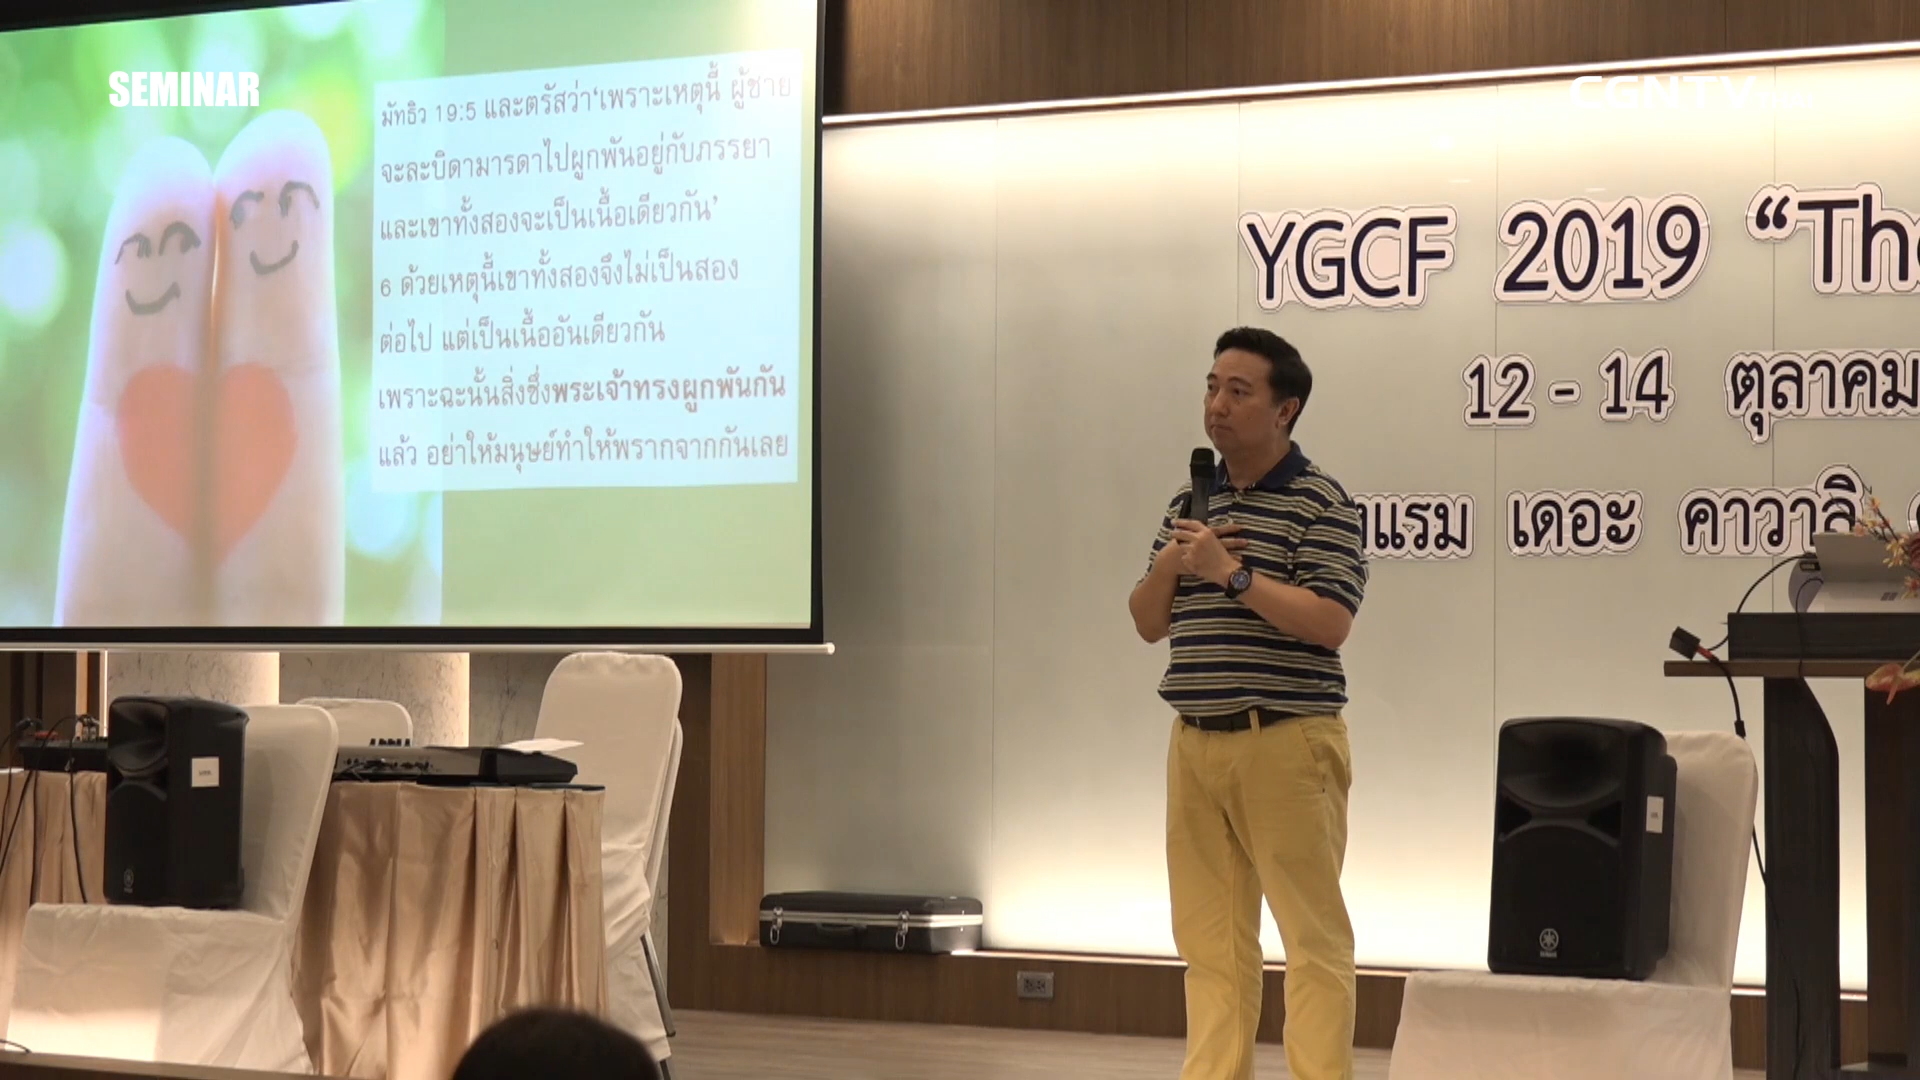 SEMINAR
มัทธิว 19:5 และตรัสว่า‘เพราะเหตุนี้ ผู้ชาย
จะละบิดามารดาไปผูกพันอยู่กับภรรยา
และเขาทั้งสองจะเป็นเนื้อเดียวกัน’
6 ด้วยเหตุนี้เขาทั้งสองจึงไม่เป็นสอง
ต่อไป แต่เป็นเนื้ออันเดียวกัน
เพราะฉะนั้นสิ่งซึ่งพระเจ้าทรงผูกพันกัน
แล้ว อย่าให้มนุษย์ทำให้พรากจากกันเลย
CGNTV THAI
YGCF 2019 “The
12 - 14 ตุลาคม
แรม เดอะ คาวาลิ